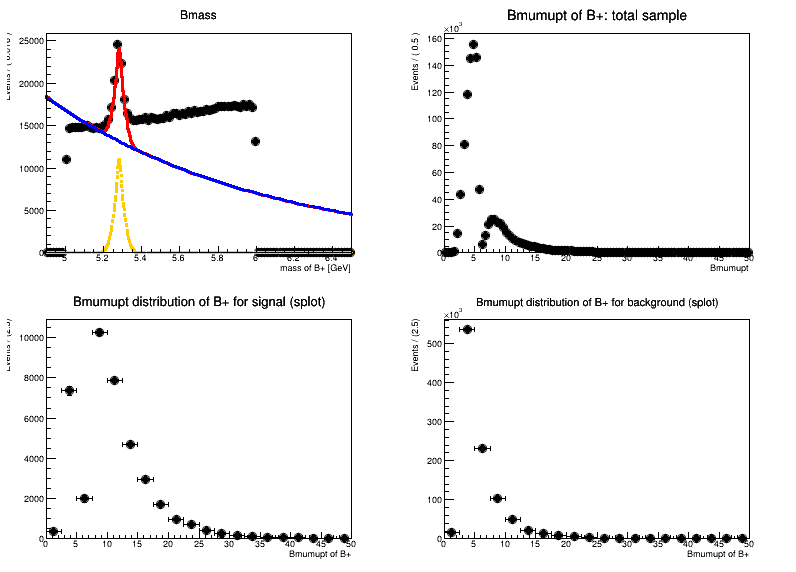 Bmass
Events / ( 0.016 )
25000
20000
15000
10000
5000
0
5 5.2 5.4 5.6 5.8 6 6.2 6.4
mass of B+ [GeV]
Bmumupt of B+: total sample
×10³
Events / ( 0.5 )
160
140
120
100
80
60
40
20
0
0 5 10 15 20 25 30 35 40 45 50
Bmumupt
Bmumupt distribution of B+ for signal (splot)
Events / (2.5)
10000
8000
6000
4000
2000
0
0 5 10 15 20 25 30 35 40 45 50
Bmumupt of B+
Bmumupt distribution of B+ for background (splot)
×10³
Events / (2.5)
500
400
300
200
100
0
0 5 10 15 20 25 30 35 40 45 50
Bmumupt of B+